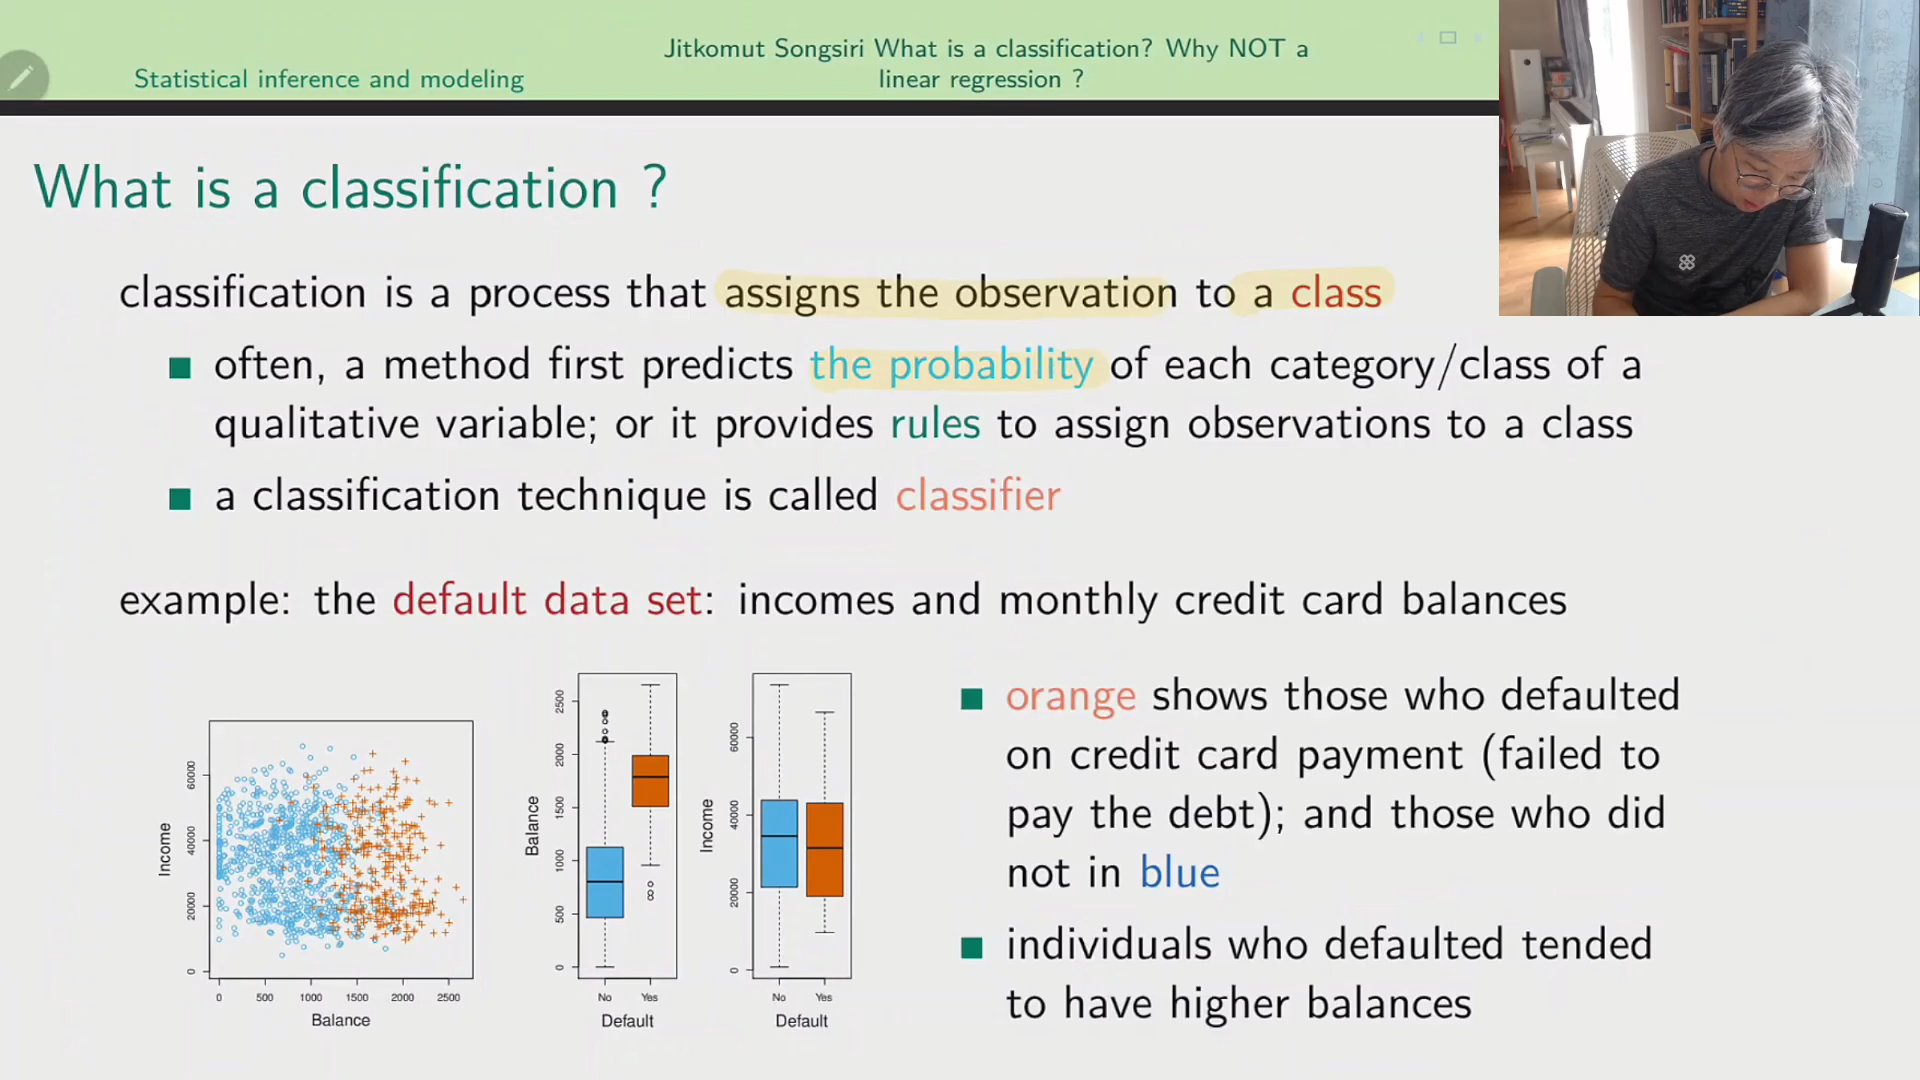 Statistical inference and modeling
Jitkomut Songsiri What is a classification? Why NOT a
linear regression ?
What is a classification ?
classification is a process that assigns the observation to a class
often, a method first predicts the probability of each category/class of a
qualitative variable; or it provides rules to assign observations to a class
a classification technique is called classifier
example: the default data set: incomes and monthly credit card balances
Income
0
20000
40000
60000
0 500 1000 1500 2000 2500
Balance
Balance
0
500
1000
1500
2000
2500
No Yes
Default
Income
0
20000
40000
60000
No Yes
Default
orange shows those who defaulted
on credit card payment (failed to
pay the debt); and those who did
not in blue
individuals who defaulted tended
to have higher balances